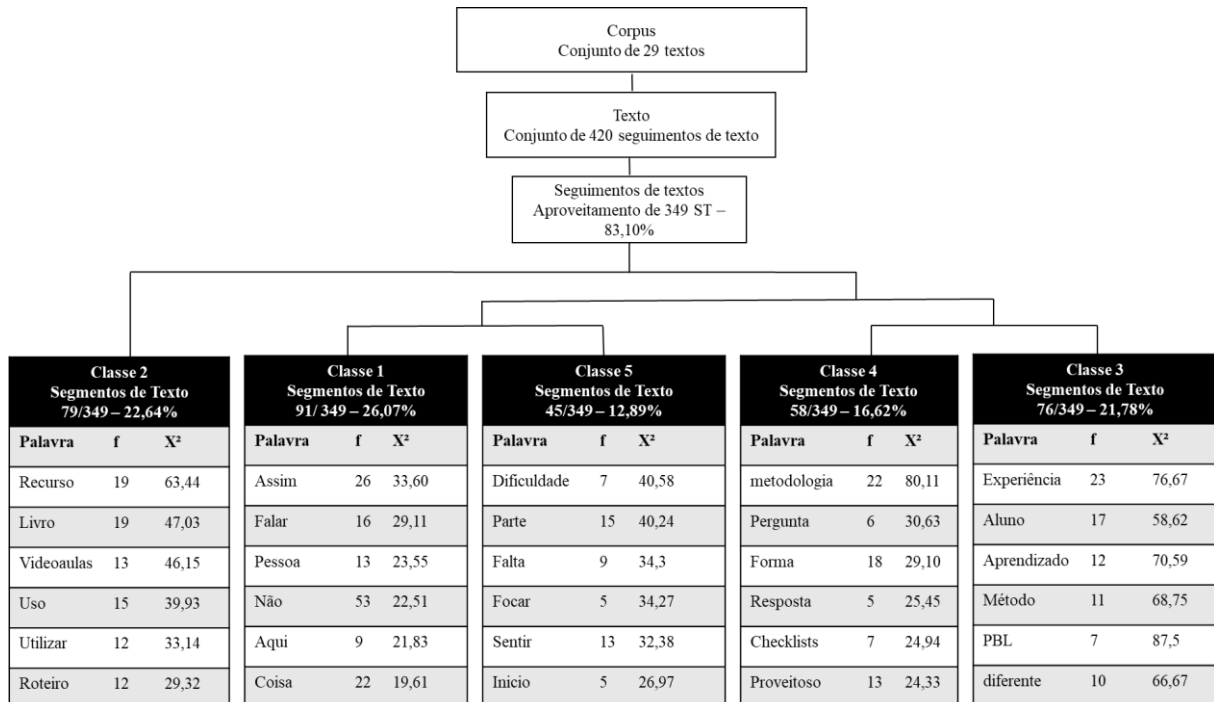 Corpus
Conjunto de 29 textos
Texto
Conjunto de 420 seguimentos de texto
Seguimentos de textos
Aproveitamento de 349 ST –
83,10%
Classe 2
Segmentos de Texto
79/349 – 22,64%
Palavra f X²
Recurso 19 63,44
Livro 19 47,03
Videoaulas 13 46,15
Uso 15 39,93
Utilizar 12 33,14
Roteiro 12 29,32
Classe 1
Segmentos de Texto
91/ 349 – 26,07%
Palavra f X²
Assim 26 33,60
Falar 16 29,11
Pessoa 13 23,55
Não 53 22,51
Aqui 9 21,83
Coisa 22 19,61
Classe 5
Segmentos de Texto
45/349 – 12,89%
Palavra f X²
Dificuldade 7 40,58
Parte 15 40,24
Falta 9 34,3
Focar 5 34,27
Sentir 13 32,38
Inicio 5 26,97
Classe 4
Segmentos de Texto
58/349 – 16,62%
Palavra f X²
metodologia 22 80,11
Pergunta 6 30,63
Forma 18 29,10
Resposta 5 25,45
Checklists 7 24,94
Proveitoso 13 24,33
Classe 3
Segmentos de Texto
76/349 – 21,78%
Palavra f X²
Experiência 23 76,67
Aluno 17 58,62
Aprendizado 12 70,59
Método 11 68,75
PBL 7 87,5
diferente 10 66,67